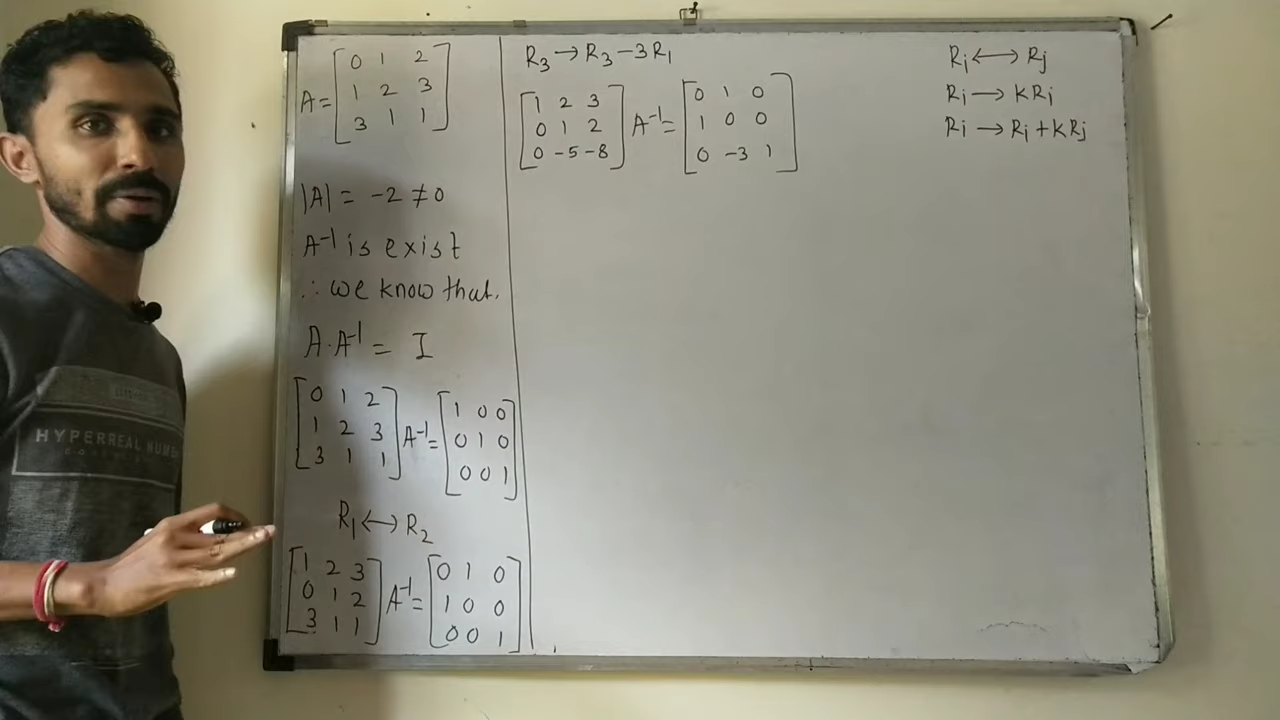 A = [0 1 2
1 2 3
3 1 1]
|A| = -2 ≠ 0
A⁻¹ is exist
∴ we know that.
A·A⁻¹ = I
[0 1 2
1 2 3
3 1 1] A⁻¹ = [1 0 0
0 1 0
0 0 1]
R₁ ↔ R₂
[1 2 3
0 1 2
3 1 1] A⁻¹ = [0 1 0
1 0 0
0 0 1]
R₃ → R₃ - 3R₁
[1 2 3
0 1 2
0 -5 -8] A⁻¹ = [0 1 0
1 0 0
0 -3 1]
Ri ↔ Rj
Ri → KRi
Ri → Ri + KRj
HYPERREAL NUM